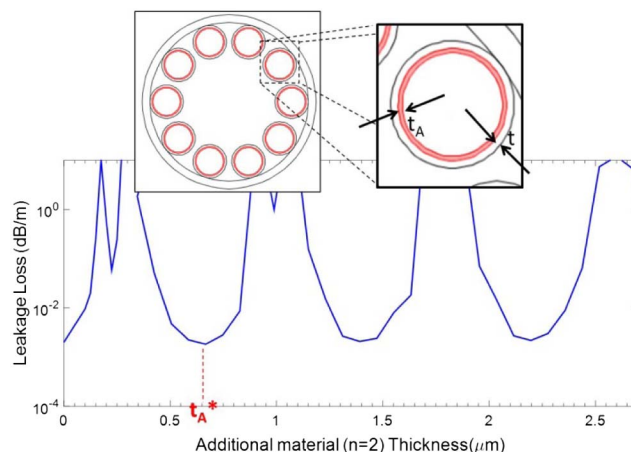 t_A
t
Leakage Loss (dB/m)
10^0
10^-2
10^-4
t_A*
0 0.5 1 1.5 2 2.5
Additional material (n=2) Thickness(μm)